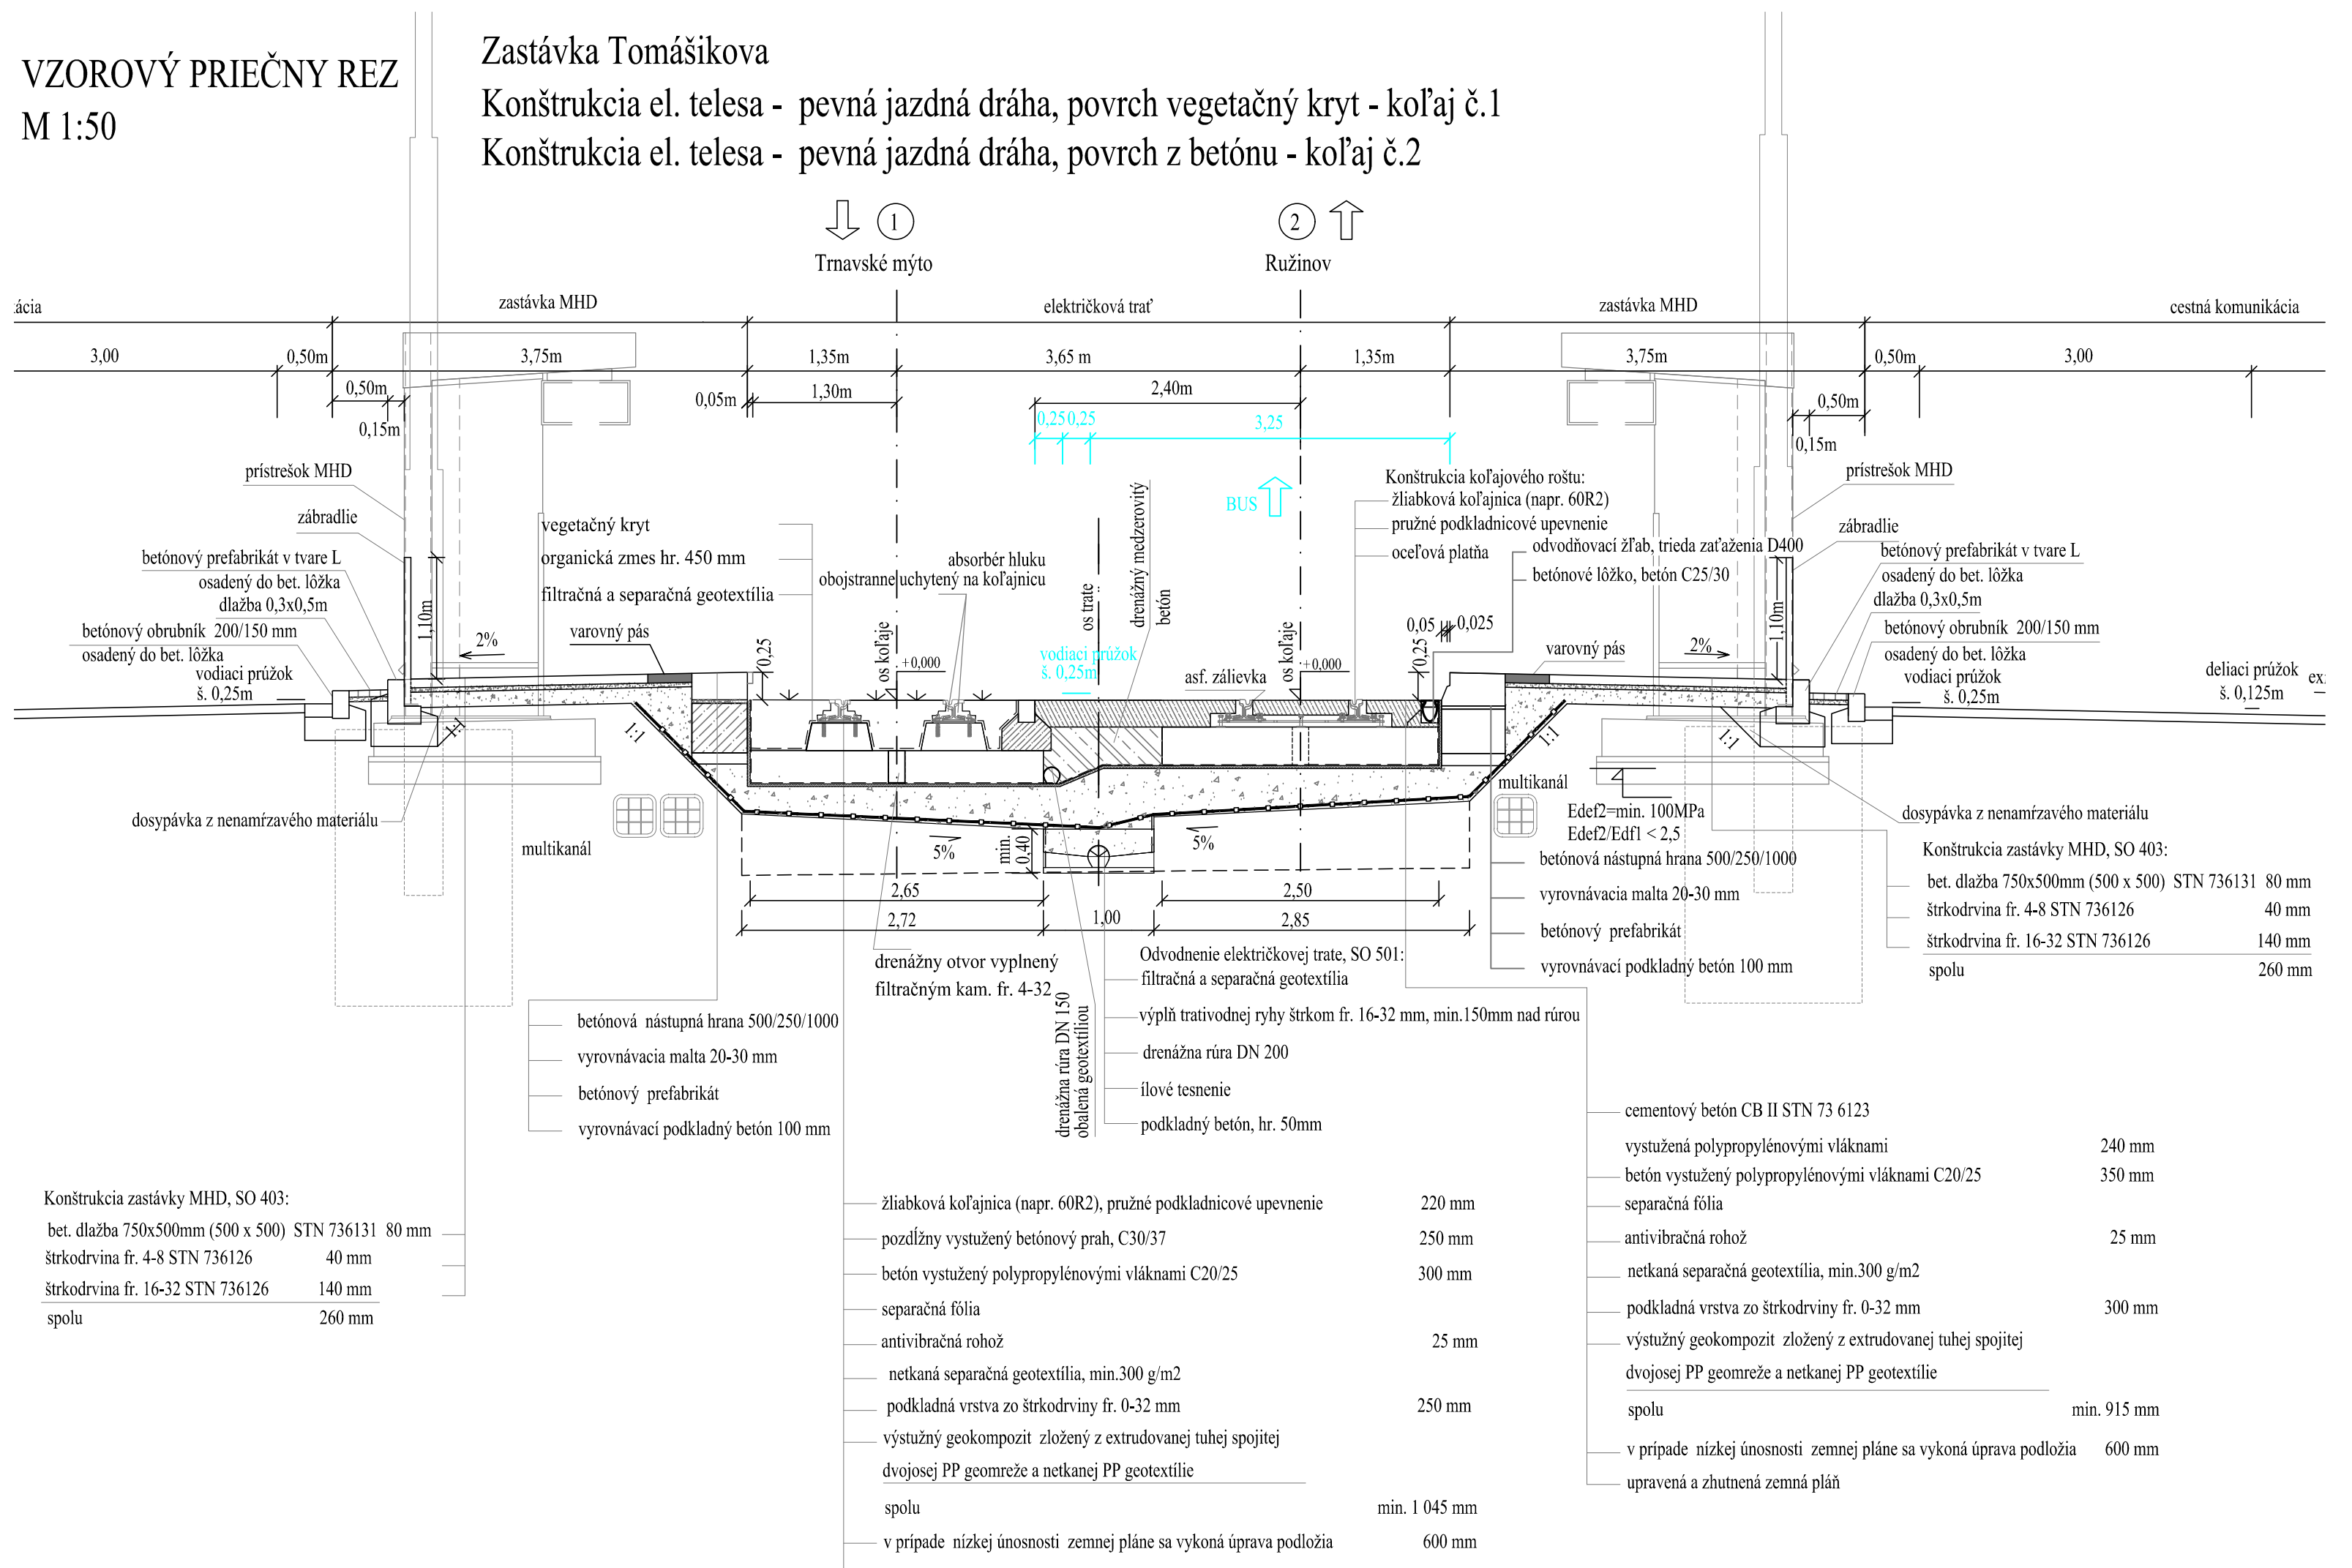 VZOROVÝ PRIEČNY REZ
M 1:50
Zastávka Tomášikova
Konštrukcia el. telesa - pevná jazdná dráha, povrch vegetačný kryt - koľaj č.1
Konštrukcia el. telesa - pevná jazdná dráha, povrch z betónu - koľaj č.2
1
2
Trnavské mýto
Ružinov
ácia
zastávka MHD
električková trať
zastávka MHD
cestná komunikácia
3,00
0,50m
3,75m
1,35m
3,65 m
1,35m
3,75m
0,50m
3,00
0,50m
0,15m
0,05m
1,30m
2,40m
0,50m
0,15m
0,25
0,25
3,25
BUS
prístrešok MHD
zábradlie
betónový prefabrikát v tvare L
osadený do bet. lôžka
dlažba 0,3x0,5m
betónový obrubník 200/150 mm
osadený do bet. lôžka
vodiaci prúžok
š. 0,25m
1,10m
2%
varovný pás
0,25
vegetačný kryt
organická zmes hr. 450 mm
filtračná a separačná geotextília
absorbér hluku
obojstranne uchytený na koľajnicu
os koľaje
+0,000
os trate
drenážny medzerovitý
betón
vodiaci prúžok
š. 0,25m
Konštrukcia koľajového roštu:
žliabková koľajnica (napr. 60R2)
pružné podkladnicové upevnenie
oceľová platňa
odvodňovací žľab, trieda zaťaženia D400
betónové lôžko, betón C25/30
0,05
0,025
asf. zálievka
os koľaje
+0,000
0,25
varovný pás
2%
1,10m
prístrešok MHD
zábradlie
betónový prefabrikát v tvare L
osadený do bet. lôžka
dlažba 0,3x0,5m
betónový obrubník 200/150 mm
osadený do bet. lôžka
vodiaci prúžok
š. 0,25m
deliaci prúžok
š. 0,125m
1:1
1:1
1:1
1:1
dosypávka z nenamŕzavého materiálu
multikanál
5%
min.
0,40
5%
multikanál
Edef2=min. 100MPa
Edef2/Edf1 < 2,5
dosypávka z nenamŕzavého materiálu
2,65
2,50
2,72
1,00
2,85
betónová nástupná hrana 500/250/1000
vyrovnávacia malta 20-30 mm
betónový prefabrikát
vyrovnávací podkladný betón 100 mm
Konštrukcia zastávky MHD, SO 403:
bet. dlažba 750x500mm (500 x 500) STN 736131 80 mm
štrkodrvina fr. 4-8 STN 736126 40 mm
štrkodrvina fr. 16-32 STN 736126 140 mm
spolu 260 mm
drenážny otvor vyplnený
filtračným kam. fr. 4-32
drenážna rúra DN 150
obalená geotextíliou
Odvodnenie električkovej trate, SO 501:
filtračná a separačná geotextília
výplň trativodnej ryhy štrkom fr. 16-32 mm, min.150mm nad rúrou
drenážna rúra DN 200
ílové tesnenie
podkladný betón, hr. 50mm
betónová nástupná hrana 500/250/1000
vyrovnávacia malta 20-30 mm
betónový prefabrikát
vyrovnávací podkladný betón 100 mm
Konštrukcia zastávky MHD, SO 403:
bet. dlažba 750x500mm (500 x 500) STN 736131 80 mm
štrkodrvina fr. 4-8 STN 736126 40 mm
štrkodrvina fr. 16-32 STN 736126 140 mm
spolu 260 mm
žliabková koľajnica (napr. 60R2), pružné podkladnicové upevnenie 220 mm
pozdĺžny vystužený betónový prah, C30/37 250 mm
betón vystužený polypropylénovými vláknami C20/25 300 mm
separačná fólia
antivibračná rohož 25 mm
netkaná separačná geotextília, min.300 g/m2
podkladná vrstva zo štrkodrviny fr. 0-32 mm 250 mm
výstužný geokompozit zložený z extrudovanej tuhej spojitej
dvojosej PP geomreže a netkanej PP geotextílie
spolu min. 1 045 mm
v prípade nízkej únosnosti zemnej pláne sa vykoná úprava podložia 600 mm
cementový betón CB II STN 73 6123
vystužená polypropylénovými vláknami 240 mm
betón vystužený polypropylénovými vláknami C20/25 350 mm
separačná fólia
antivibračná rohož 25 mm
netkaná separačná geotextília, min.300 g/m2
podkladná vrstva zo štrkodrviny fr. 0-32 mm 300 mm
výstužný geokompozit zložený z extrudovanej tuhej spojitej
dvojosej PP geomreže a netkanej PP geotextílie
spolu min. 915 mm
v prípade nízkej únosnosti zemnej pláne sa vykoná úprava podložia 600 mm
upravená a zhutnená zemná pláň